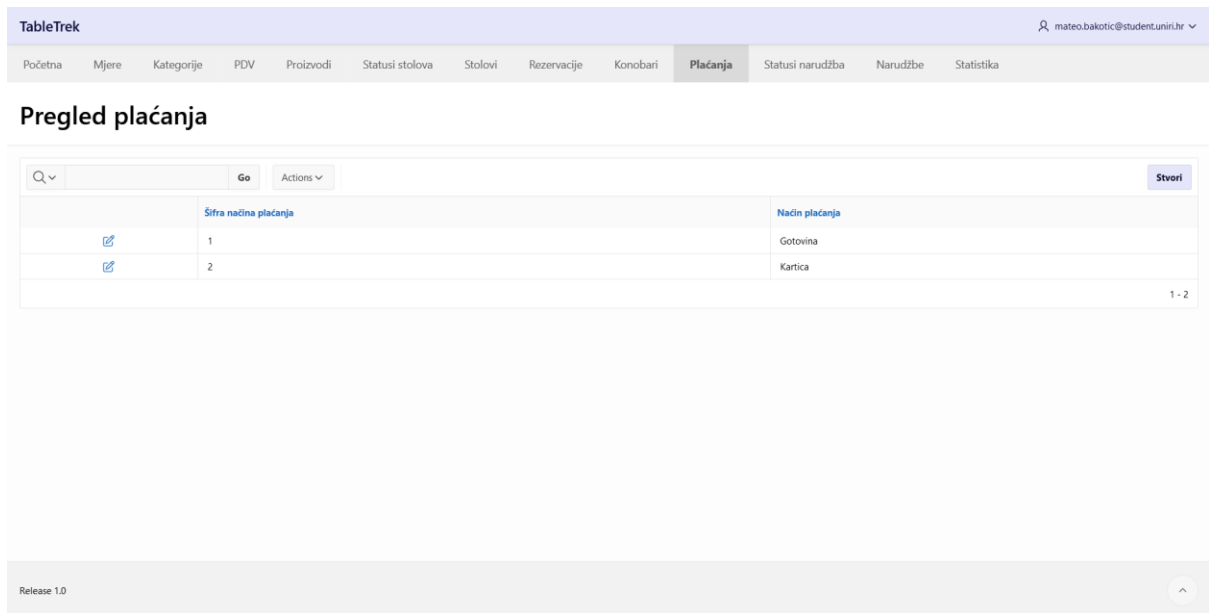 TableTrek
mateo.bakotic@student.uniri.hr
Početna Mjere Kategorije PDV Proizvodi Statusi stolova Stolovi Rezervacije Konobari Plaćanja Statusi narudžba Narudžbe Statistika
Pregled plaćanja
Go Actions Stvori
Šifra načina plaćanja Način plaćanja
1 Gotovina
2 Kartica
1 - 2
Release 1.0